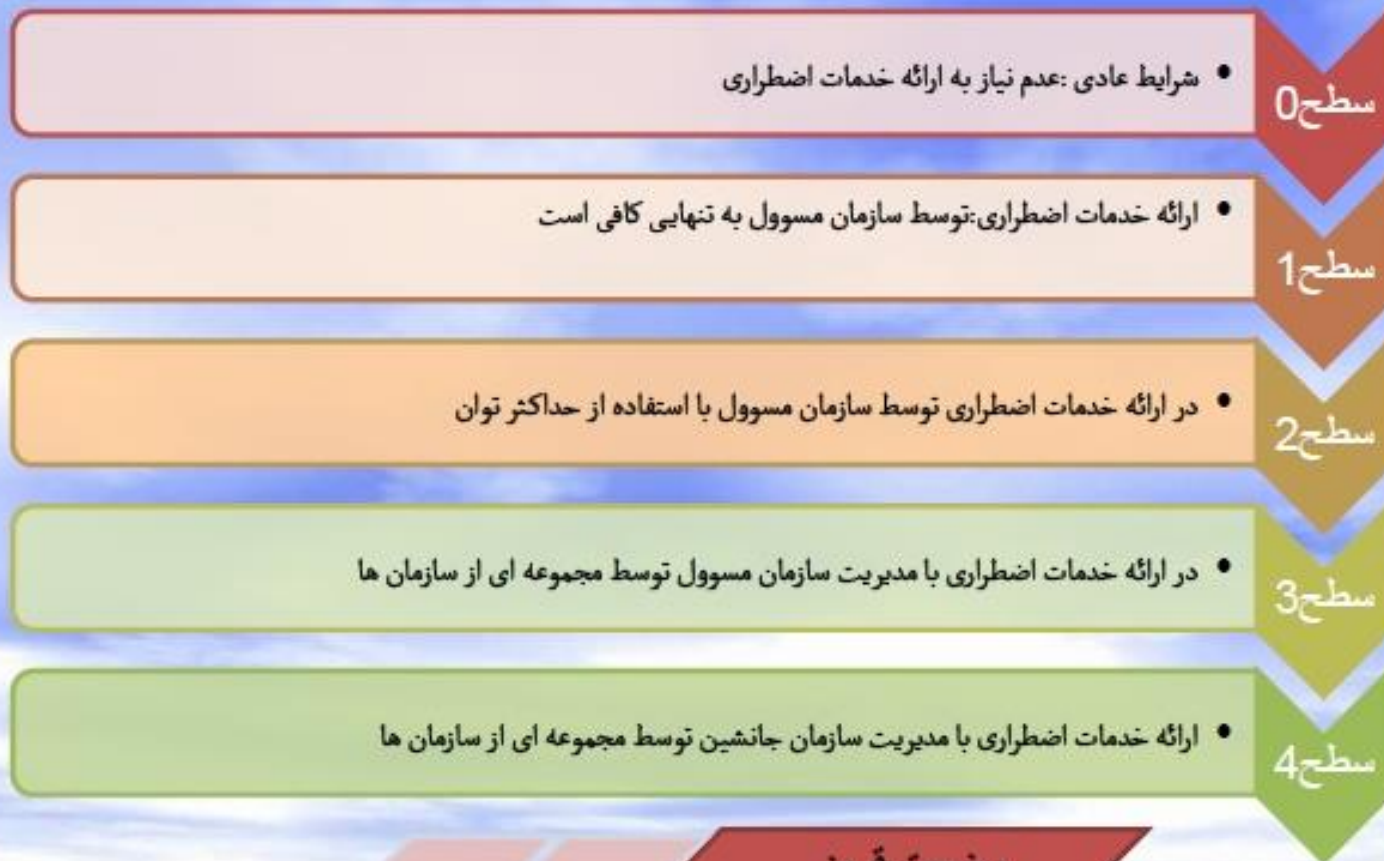 سطح0
• شرایط عادی :عدم نیاز به ارائه خدمات اضطراری
سطح1
• ارائه خدمات اضطراری:توسط سازمان مسوول به تنهایی کافی است
سطح2
• در ارائه خدمات اضطراری توسط سازمان مسوول با استفاده از حداکثر توان
سطح3
• در ارائه خدمات اضطراری با مدیریت سازمان مسوول توسط مجموعه ای از سازمان ها
سطح4
• ارائه خدمات اضطراری با مدیریت سازمان جانشین توسط مجموعه ای از سازمان ها